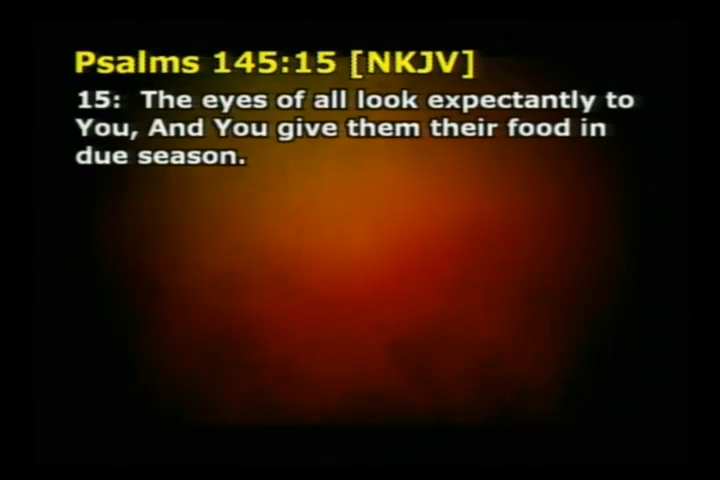 Psalms 145:15 [NKJV]
15: The eyes of all look expectantly to
You, And You give them their food in
due season.